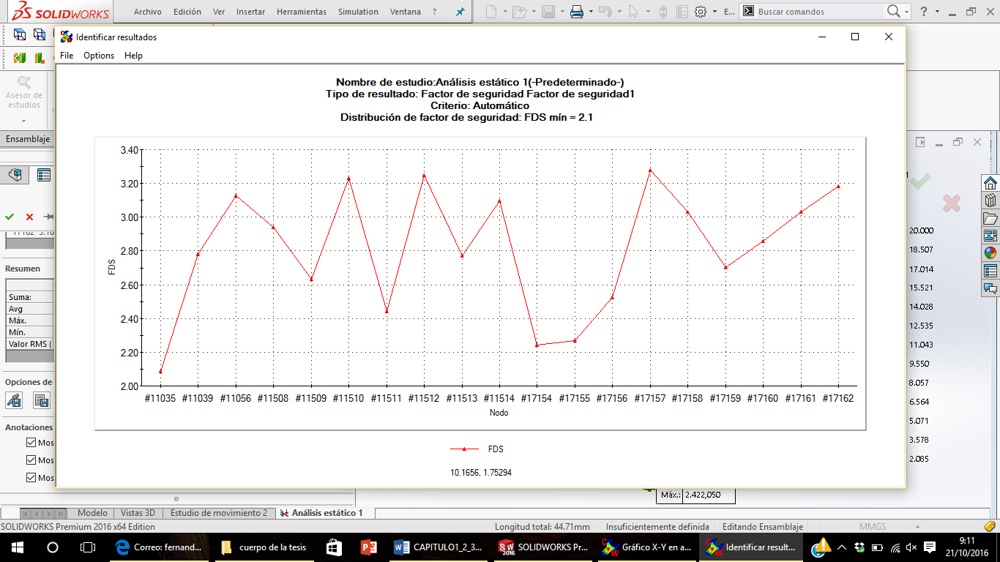 SOLIDWORKS
Archivo Edición Ver Insertar Herramientas Simulation Ventana ?
E...
Buscar comandos
?
Identificar resultados
File Options Help
Asesor de
estudios
Ensamblaje
Nombre de estudio:Análisis estático 1(-Predeterminado-)
Tipo de resultado: Factor de seguridad Factor de seguridad1
Criterio: Automático
Distribución de factor de seguridad: FDS mín = 2.1
3.40
3.20
3.00
2.80
2.60
2.40
2.20
2.00
FDS
#11035 #11039 #11056 #11508 #11509 #11510 #11511 #11512 #11513 #11514 #17154 #17155 #17156 #17157 #17158 #17159 #17160 #17161 #17162
Nodo
FDS
10.1656, 1.75294
Resumen
Suma:
Avg
Máx.
Mín.
Valor RMS (
Opciones de
Anotaciones
Mos
Mos
Mos
20.000
18.507
17.014
15.521
14.028
12.535
11.043
9.550
8.057
6.564
5.071
3.578
2.085
Máx.: 2.422,050
Modelo Vistas 3D Estudio de movimiento 2 Análisis estático 1
SOLIDWORKS Premium 2016 x64 Edition
Longitud total: 44.71mm Insuficientemente definida Editando Ensamblaje MMGS
Correo: fernand...
cuerpo de la tesis
CAPITULO1_2_3...
SOLIDWORKS Pr...
Gráfico X-Y en a...
Identificar result...
9:11
21/10/2016